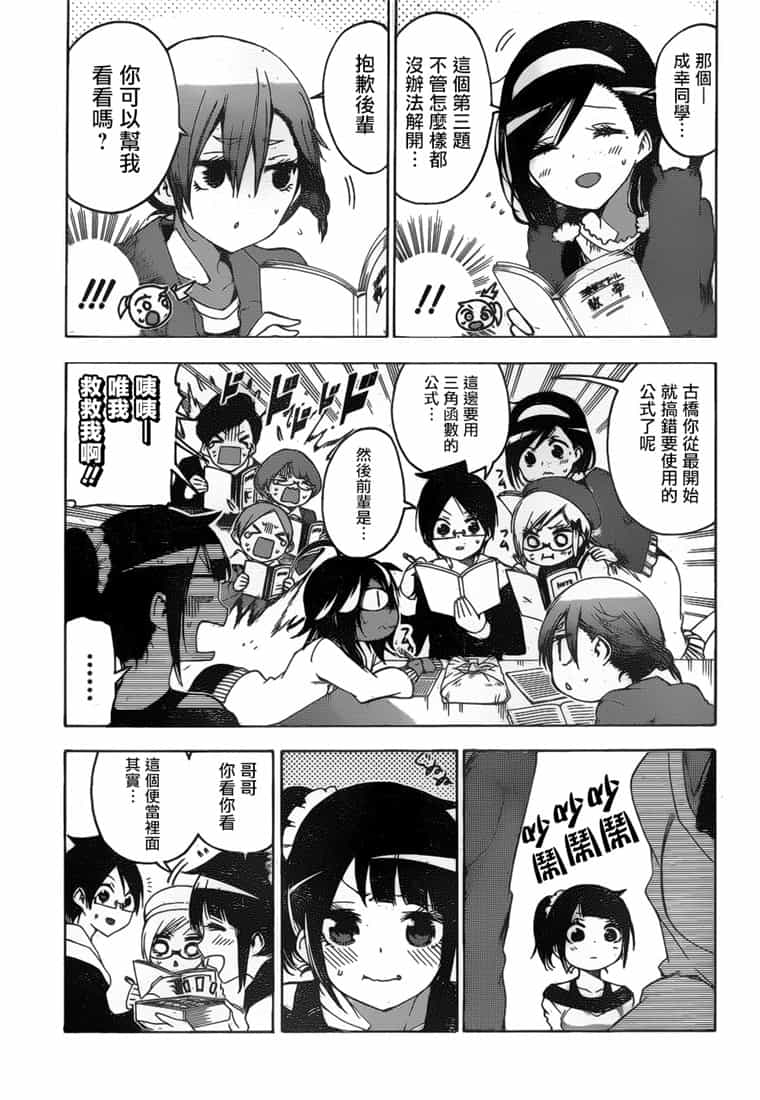 那個—
成幸同學…
這個第三題
不管怎麼樣都
沒辦法解開…
!!!
抱歉後輩
你可以幫我
看看嗎？
!!!
古橋你從最開始
就搞錯要使用的
公式了呢
這邊要用
三角函數的
公式…
然後前輩是…
ドドドド
咦咦—
唯我
救救我啊!!!
……
吵鬧
吵鬧
吵鬧
哥哥
你看你看
這個便當裡面
其實…